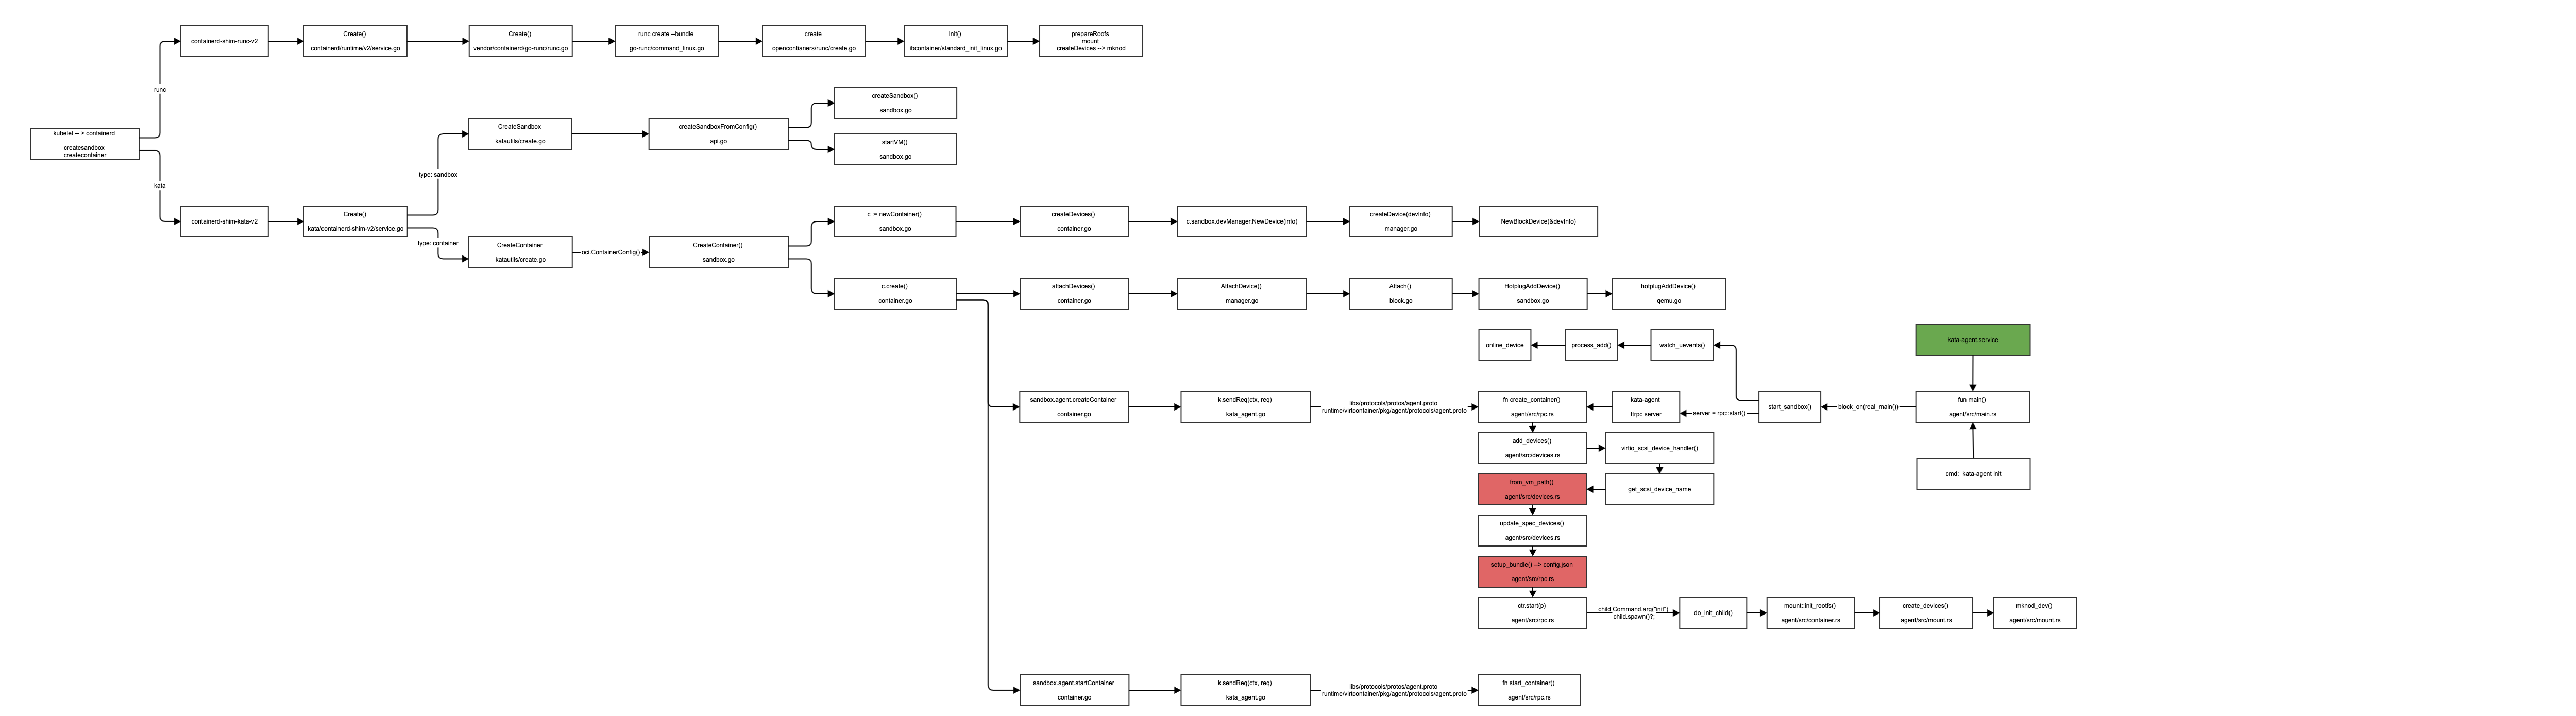 containerd-shim-runc-v2
Create()
containerd/runtime/v2/service.go
Create()
vendor/containerd/go-runc/runc.go
runc create --bundle
go-runc/command_linux.go
create
opencontianers/runc/create.go
Init()
ibcontainer/standard_init_linux.go
prepareRoofs
mount
createDevices --> mknod
runc
kubelet -- > containerd
createsandbox
createcontainer
kata
containerd-shim-kata-v2
Create()
kata/containerd-shim-v2/service.go
type: sandbox
CreateSandbox
katautils/create.go
createSandboxFromConfig()
api.go
createSandbox()
sandbox.go
startVM()
sandbox.go
type: container
CreateContainer
katautils/create.go
oci.ContainerConfig()
CreateContainer()
sandbox.go
c := newContainer()
sandbox.go
createDevices()
container.go
c.sandbox.devManager.NewDevice(info)
createDevice(devInfo)
manager.go
NewBlockDevice(&devInfo)
c.create()
container.go
attachDevices()
container.go
AttachDevice()
manager.go
Attach()
block.go
HotplugAddDevice()
sandbox.go
hotplugAddDevice()
qemu.go
online_device
process_add()
watch_uevents()
kata-agent.service
sandbox.agent.createContainer
container.go
k.sendReq(ctx, req)
kata_agent.go
libs/protocols/protos/agent.proto
runtime/virtcontainer/pkg/agent/protocols/agent.proto
fn create_container()
agent/src/rpc.rs
kata-agent
ttrpc server
server = rpc::start()
start_sandbox()
block_on(real_main())
fun main()
agent/src/main.rs
add_devices()
agent/src/devices.rs
virtio_scsi_device_handler()
cmd: kata-agent init
from_vm_path()
agent/src/devices.rs
get_scsi_device_name
update_spec_devices()
agent/src/devices.rs
setup_bundle() --> config.json
agent/src/rpc.rs
ctr.start(p)
agent/src/rpc.rs
child Command.arg("init")
child.spawn()?;
do_init_child()
mount::init_rootfs()
agent/src/container.rs
create_devices()
agent/src/mount.rs
mknod_dev()
agent/src/mount.rs
sandbox.agent.startContainer
container.go
k.sendReq(ctx, req)
kata_agent.go
libs/protocols/protos/agent.proto
runtime/virtcontainer/pkg/agent/protocols/agent.proto
fn start_container()
agent/src/rpc.rs